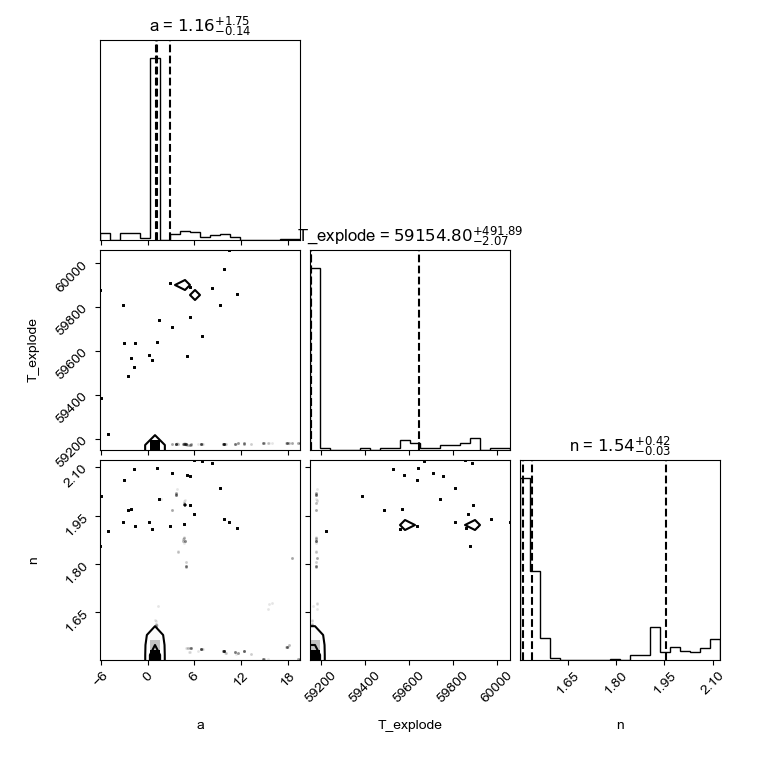 a = 1.16+1.75−0.14
T_explode = 59154.80+491.89−2.07
60000
59800
59600
59400
59200
T_explode
n = 1.54+0.42−0.03
2.10
1.95
1.80
1.65
n
−6 0 6 12 18
59200 59400 59600 59800 60000
1.65 1.80 1.95 2.10
a T_explode n